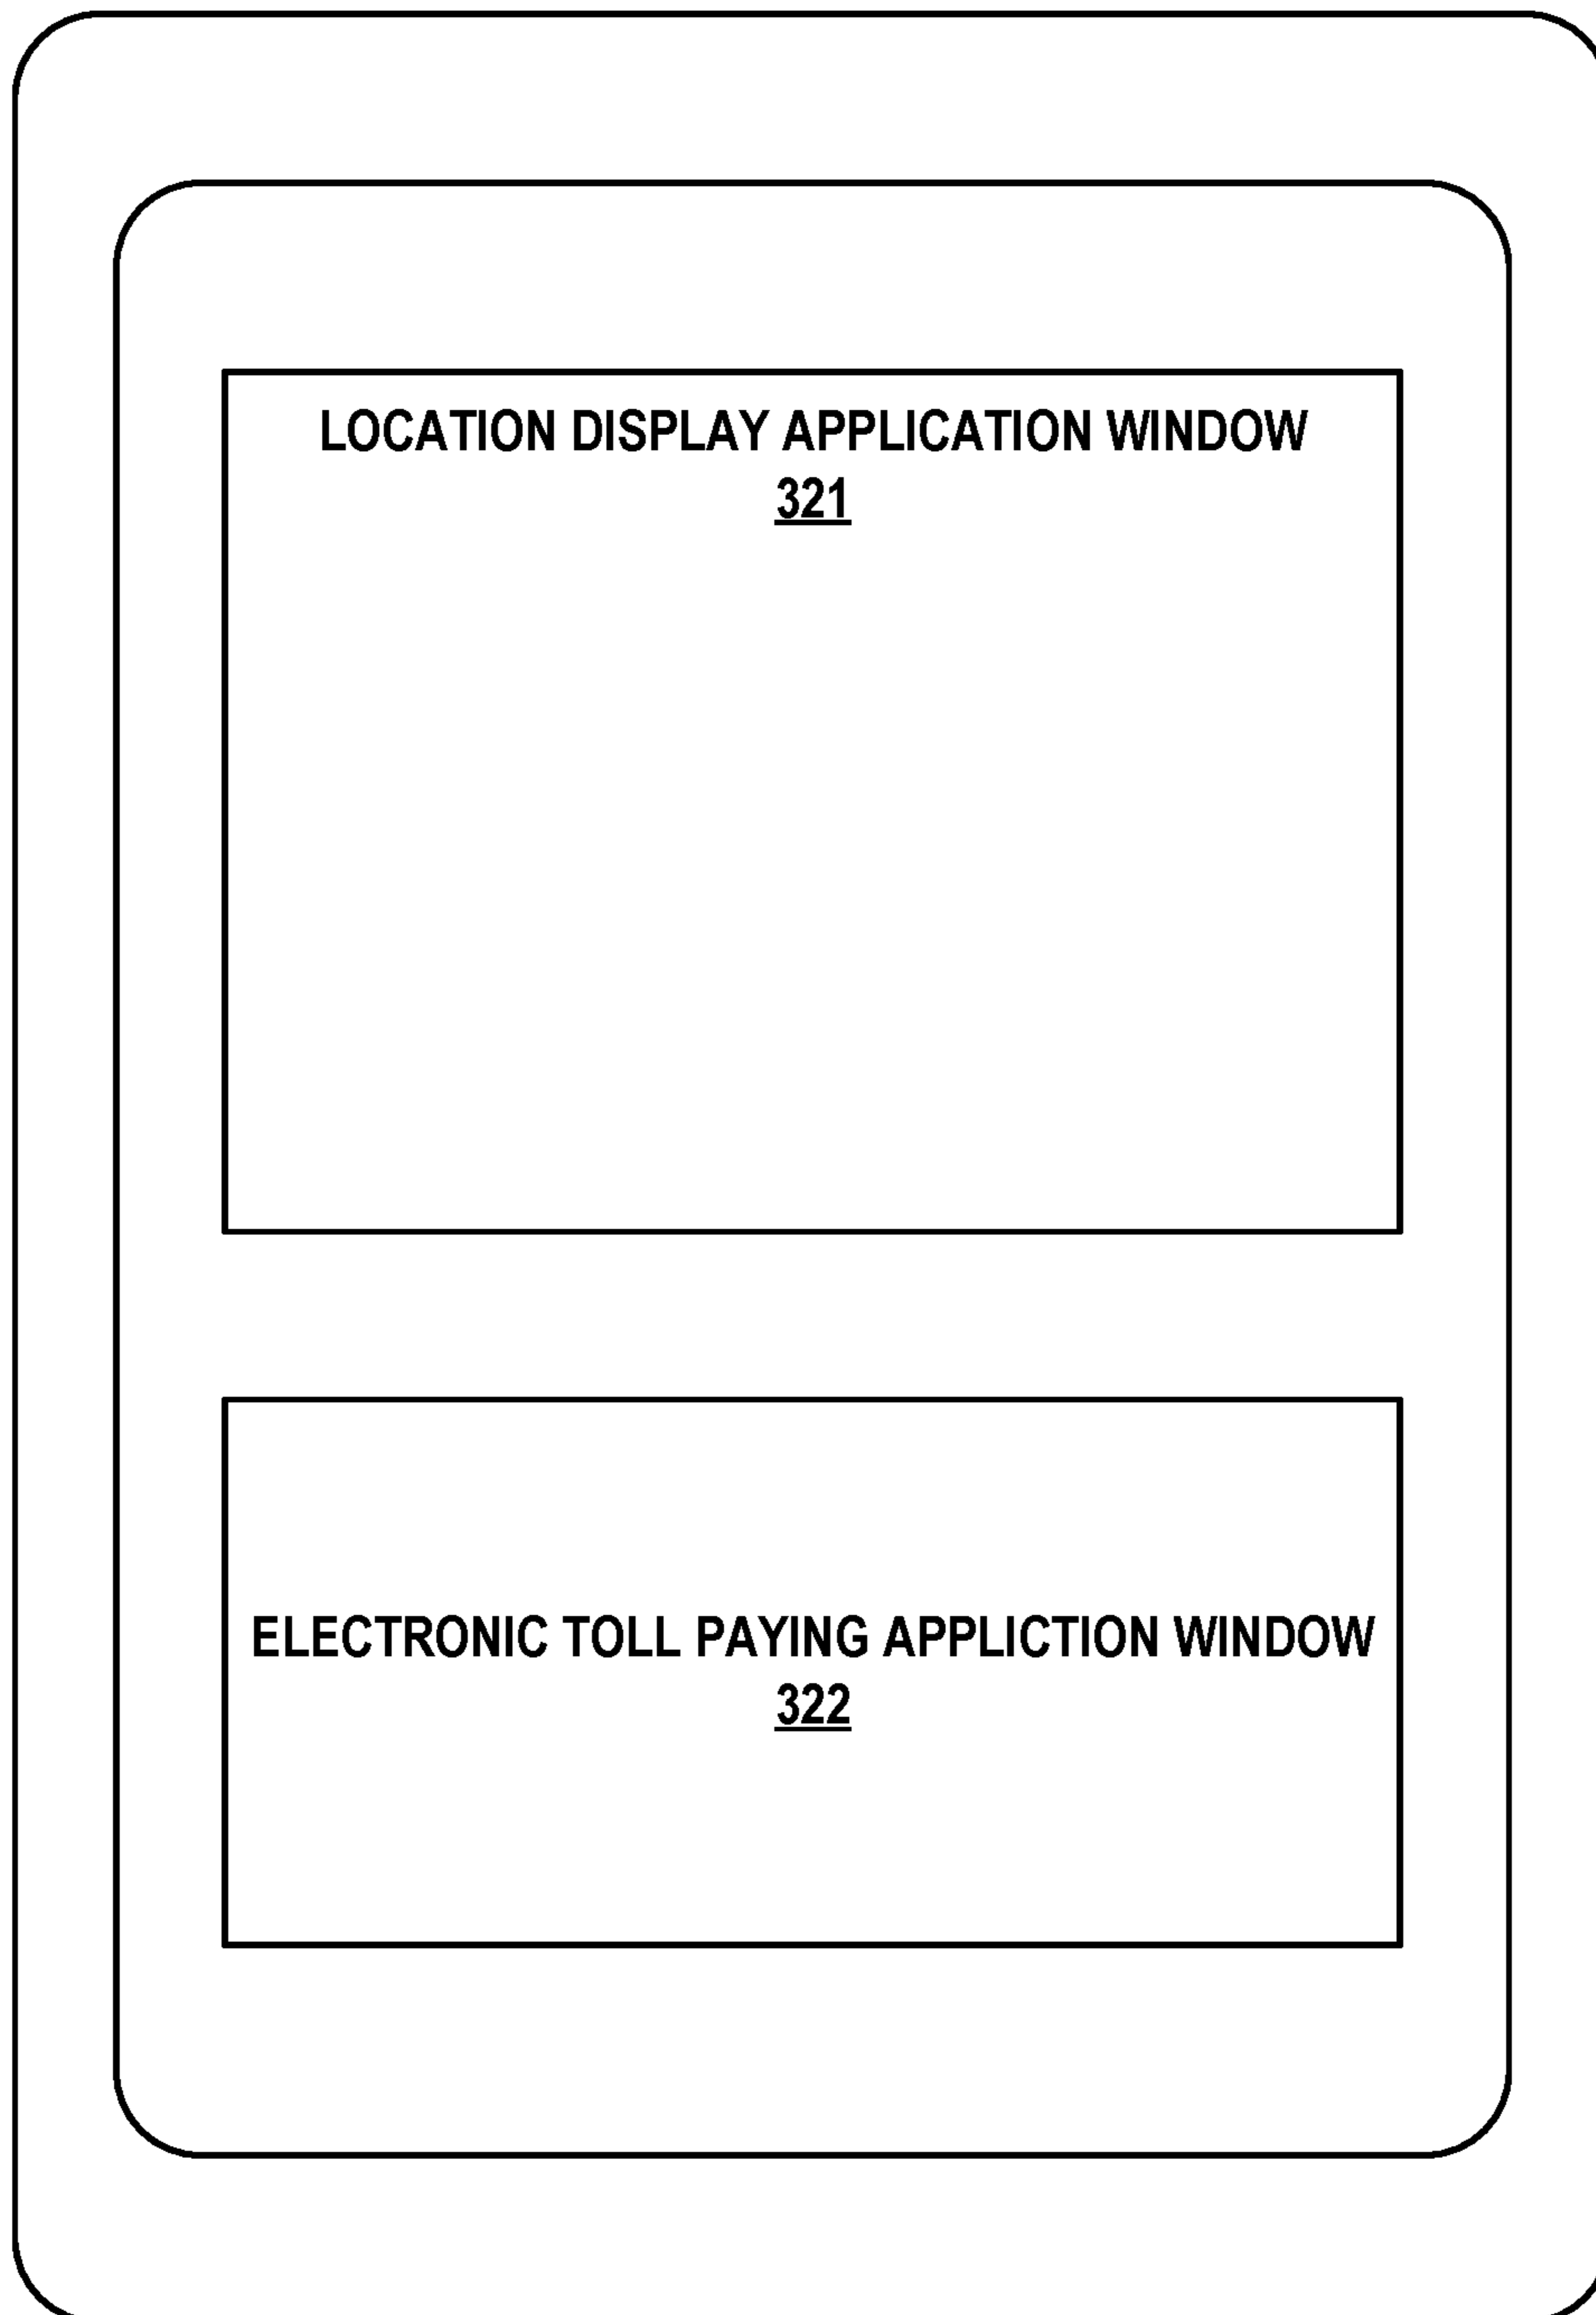 LOCATION DISPLAY APPLICATION WINDOW
321
ELECTRONIC TOLL PAYING APPLICTION WINDOW
322